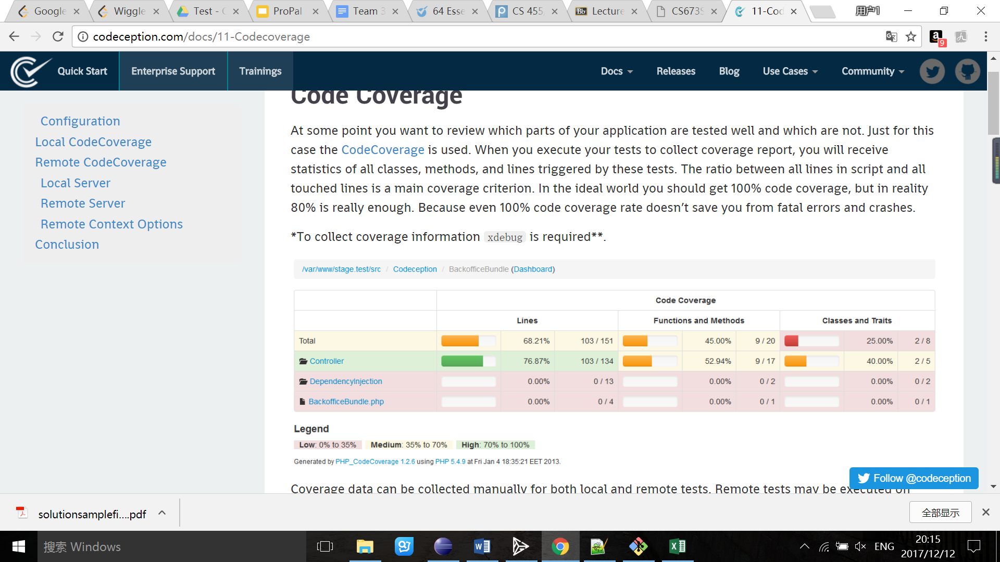 Google
Wiggle
Test - G
ProPal
Team 3
64 Esse
CS 455,
Bb Lecture
CS673S
11-Cod
用户1
codeception.com/docs/11-Codecoverage
9
Quick Start
Enterprise Support
Trainings
Docs
Releases
Blog
Use Cases
Community
Configuration
Local CodeCoverage
Remote CodeCoverage
Local Server
Remote Server
Remote Context Options
Conclusion
Code Coverage
At some point you want to review which parts of your application are tested well and which are not. Just for this
case the CodeCoverage is used. When you execute your tests to collect coverage report, you will receive
statistics of all classes, methods, and lines triggered by these tests. The ratio between all lines in script and all
touched lines is a main coverage criterion. In the ideal world you should get 100% code coverage, but in reality
80% is really enough. Because even 100% code coverage rate doesn’t save you from fatal errors and crashes.
*To collect coverage information xdebug is required**.
/var/www/stage.test/src / Codeception / BackofficeBundle (Dashboard)
Code Coverage
Lines Functions and Methods Classes and Traits
Total 68.21% 103 / 151 45.00% 9 / 20 25.00% 2 / 8
Controller 76.87% 103 / 134 52.94% 9 / 17 40.00% 2 / 5
DependencyInjection 0.00% 0 / 13 0.00% 0 / 2 0.00% 0 / 2
BackofficeBundle.php 0.00% 0 / 4 0.00% 0 / 1 0.00% 0 / 1
Legend
Low: 0% to 35% Medium: 35% to 70% High: 70% to 100%
Generated by PHP_CodeCoverage 1.2.6 using PHP 5.4.9 at Fri Jan 4 18:35:21 EET 2013.
Follow @codeception
Coverage data can be collected manually for both local and remote tests. Remote tests may be executed on
solutionsamplefi....pdf
全部显示
搜索 Windows
ENG
20:15
2017/12/12